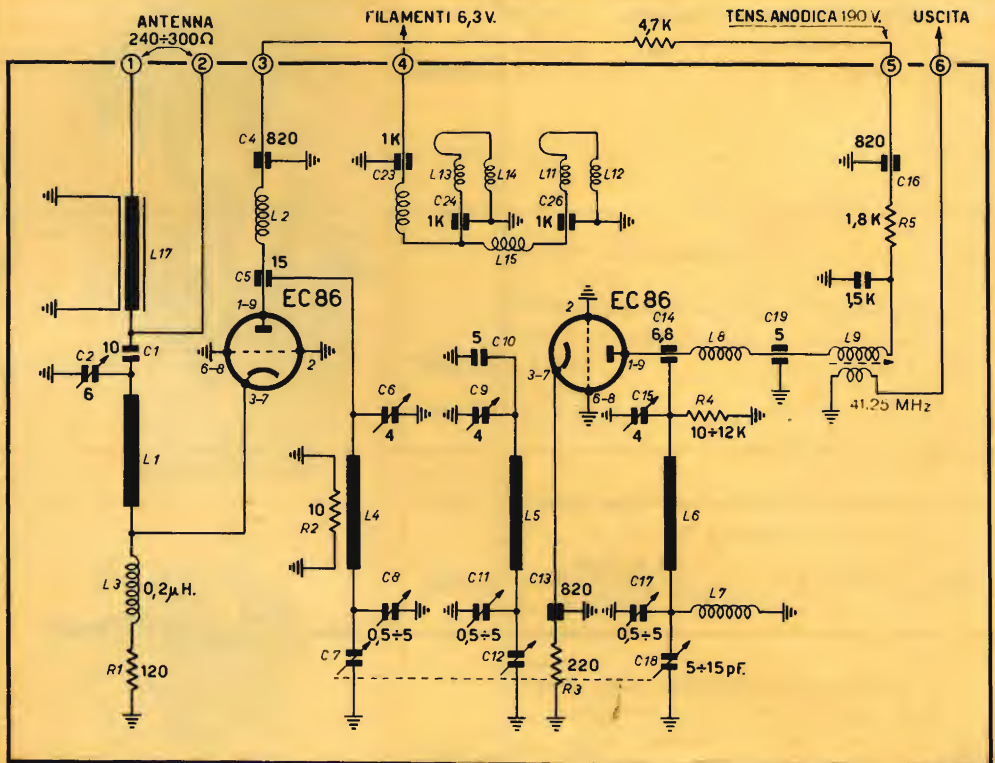 ANTENNA
240÷300Ω
FILAMENTI 6,3 V.
4,7 K
TENS. ANODICA 190 V.
USCITA
1
2
3
4
5
6
C4
820
1K
C23
L13
L14
L11
L12
820
C16
L2
C24
1K
C26
1K
1,8 K
R5
L17
L15
C5
15
1-9
EC 86
2
EC 86
C14
6,8
L8
C19
5
1,5 K
L9
10
C1
C2
6
6-8
2
3-7
5
C10
3-7
1-9
6-8
41.25 MHz
C6
4
C9
4
C15
4
R4
10÷12 K
L1
10
R2
L4
L5
L6
L3
0,2µH.
C8
0,5÷5
C11
0,5÷5
C13
820
C17
0,5÷5
L7
R1
120
C7
C12
220
R3
C18
5÷15 pF.